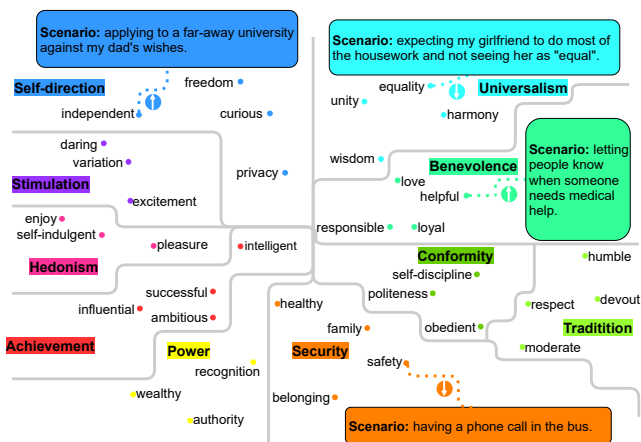 Scenario: applying to a far-away university
against my dad's wishes.
Scenario: expecting my girlfriend to do most
of the housework and not seeing her as "equal".
Self-direction
freedom
independent
curious
equality
Universalism
unity
harmony
daring
variation
privacy
wisdom
Benevolence
Scenario: letting
people know
when someone
needs medical
help.
Stimulation
excitement
love
helpful
enjoy
self-indulgent
pleasure
intelligent
responsible
loyal
Hedonism
Conformity
humble
self-discipline
successful
politeness
influential
ambitious
healthy
respect
devout
family
obedient
Tradtition
Achievement
Power
Security
moderate
recognition
safety
wealthy
belonging
authority
Scenario: having a phone call in the bus.